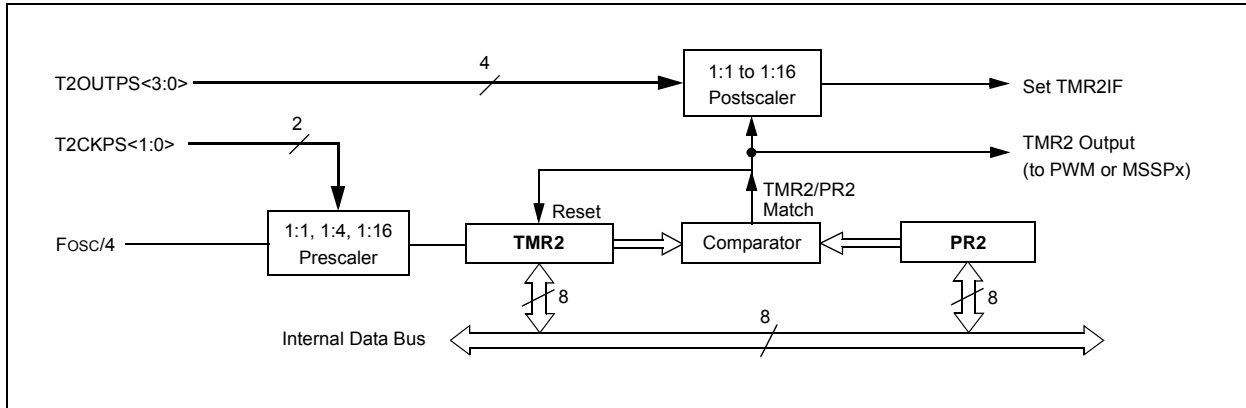 T2OUTPS<3:0>
4
1:1 to 1:16
Postscaler
Set TMR2IF
T2CKPS<1:0>
2
TMR2 Output
(to PWM or MSSPx)
TMR2/PR2
Match
Reset
FOSC/4
1:1, 1:4, 1:16
Prescaler
TMR2
Comparator
PR2
8
8
8
Internal Data Bus